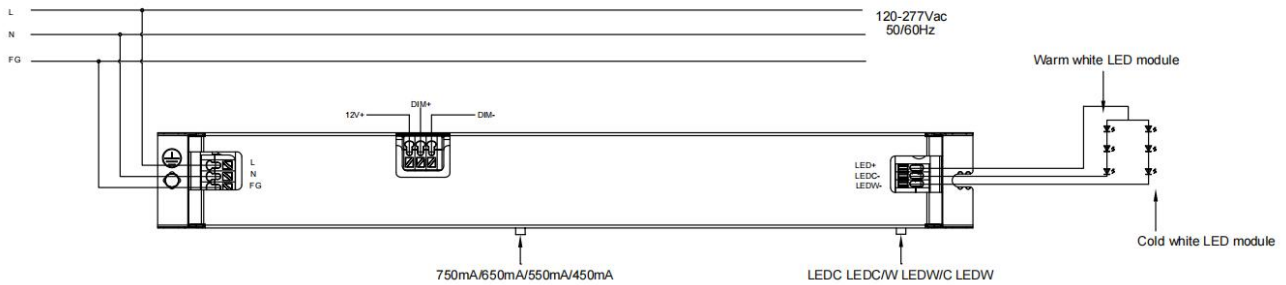 L
N
FG
120-277Vac
50/60Hz
Warm white LED module
12V+
DIM+
DIM-
L
N
FG
LED+
LEDC-
LEDW-
Cold white LED module
750mA/650mA/550mA/450mA
LEDC LEDC/W LEDW/C LEDW